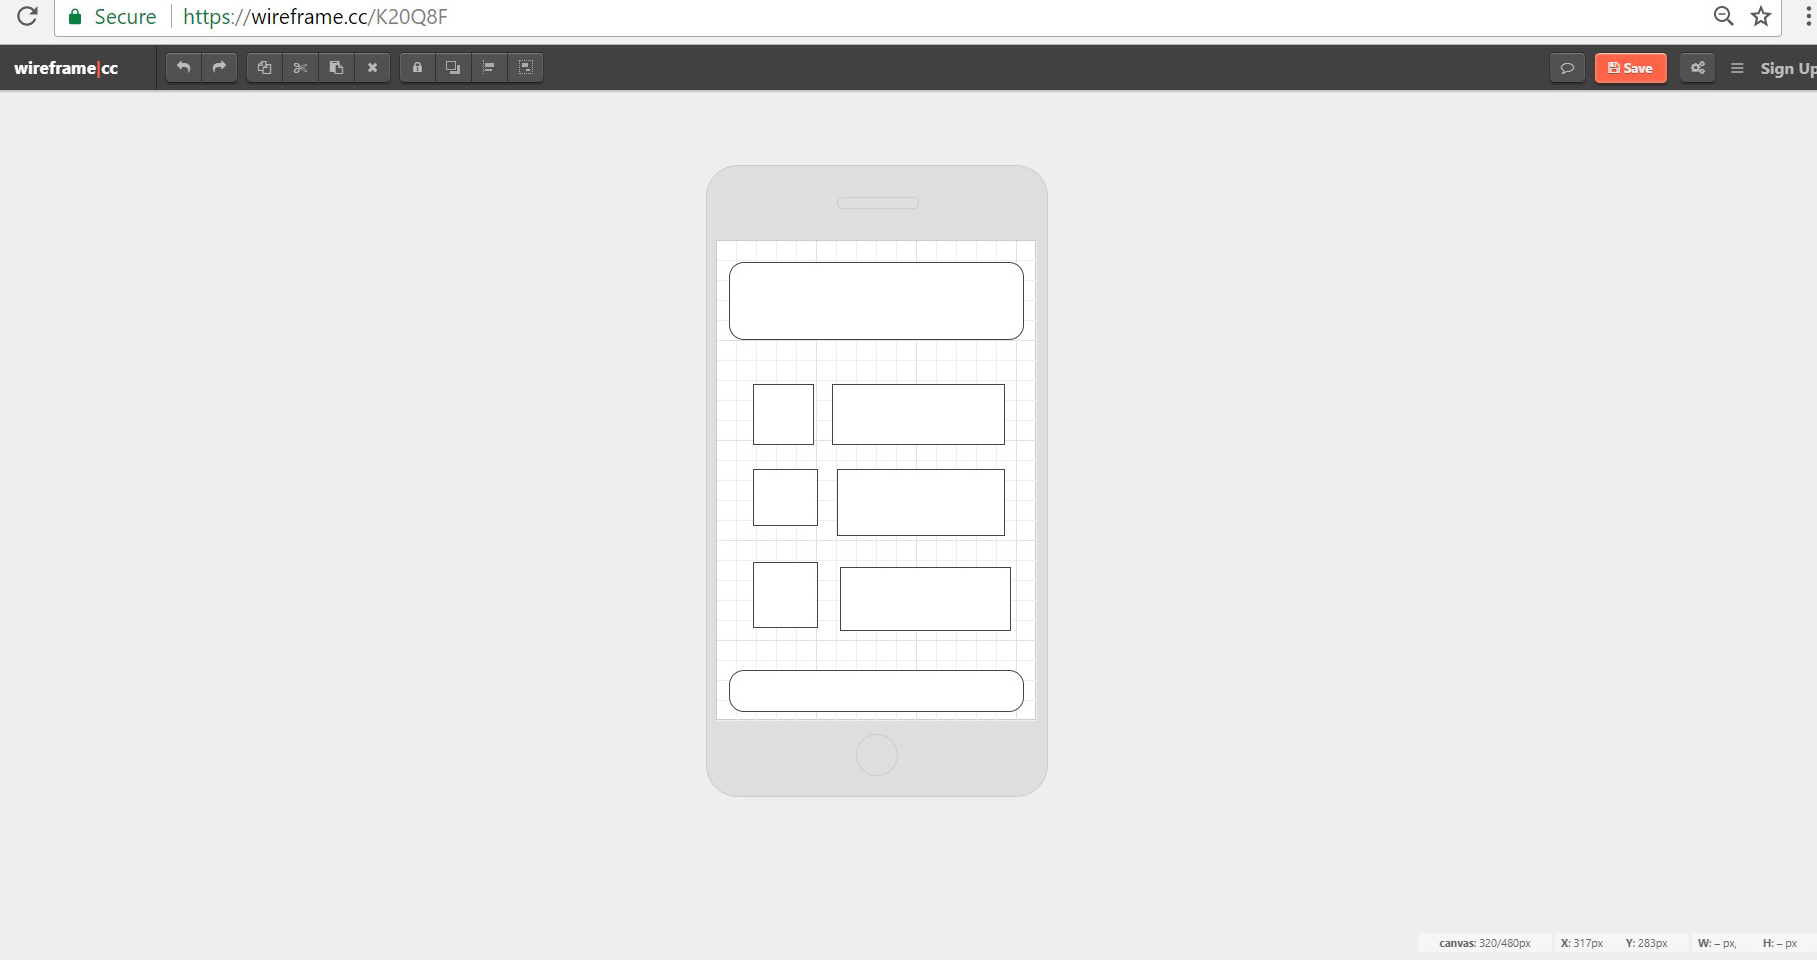 Secure https://wireframe.cc/K20Q8F
wireframe|cc Save Sign Up
canvas: 320/480px X: 317px Y: 283px W: – px, H: – px